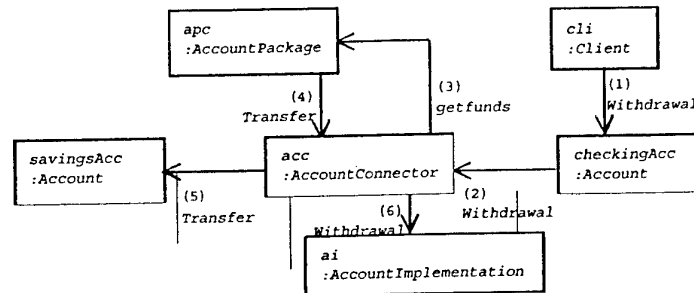 apc
:AccountPackage
cli
:Client
(4)
Transfer
(3)
getfunds
(1)
Withdrawal
savingsAcc
:Account
acc
:AccountConnector
checkingAcc
:Account
(5)
Transfer
(6)
Withdrawal
(2)
Withdrawal
ai
:AccountImplementation